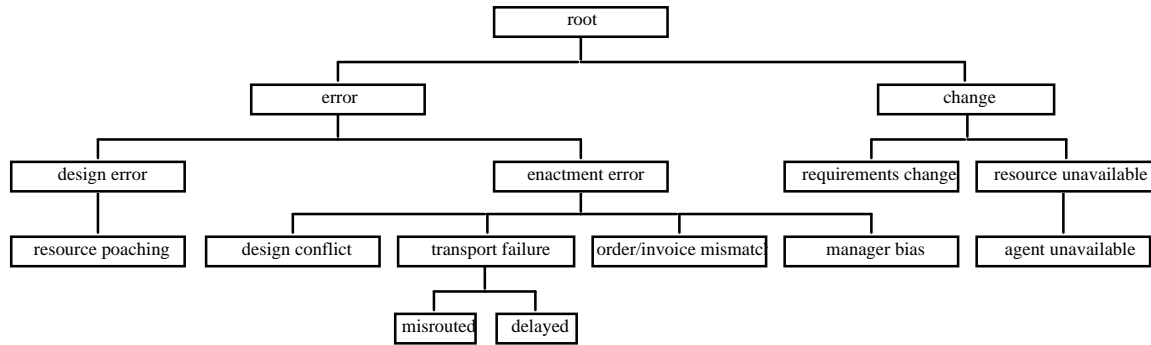 root
error
change
design error
enactment error
requirements change
resource unavailable
resource poaching
design conflict
transport failure
order/invoice mismatch
manager bias
agent unavailable
misrouted
delayed